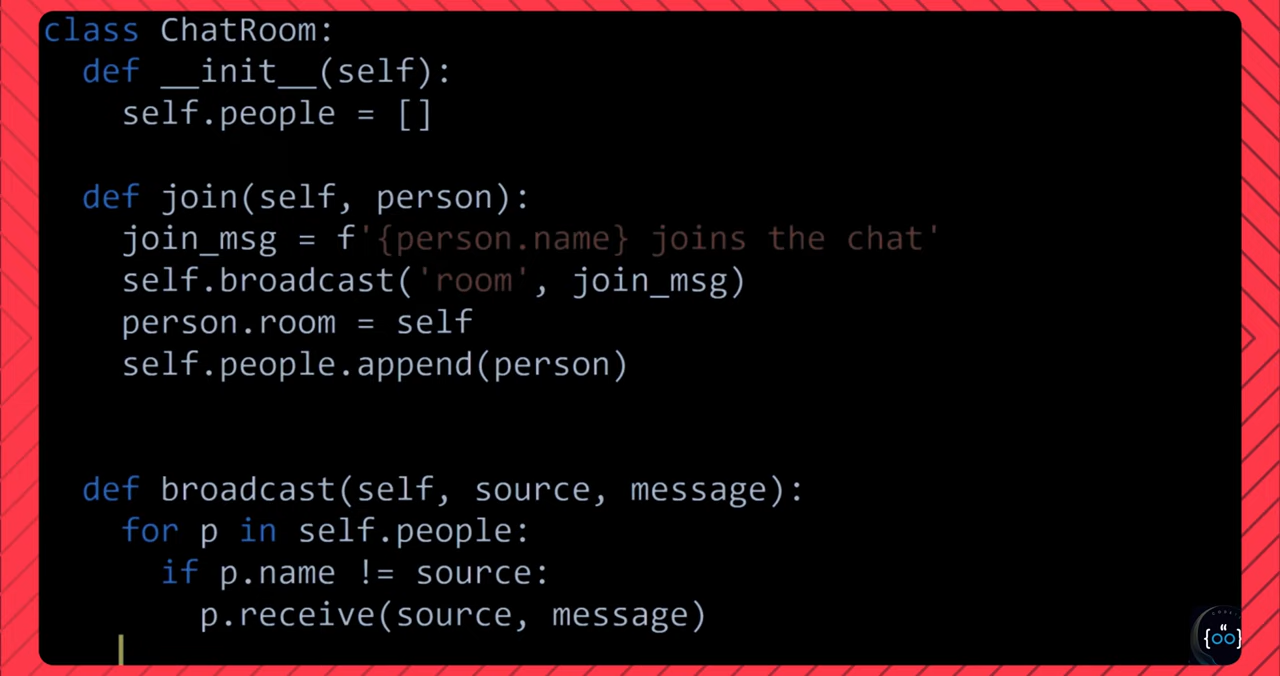 class ChatRoom:
  def __init__(self):
    self.people = []

  def join(self, person):
    join_msg = f'{person.name} joins the chat'
    self.broadcast('room', join_msg)
    person.room = self
    self.people.append(person)

  def broadcast(self, source, message):
    for p in self.people:
      if p.name != source:
        p.receive(source, message)
“
{oo}